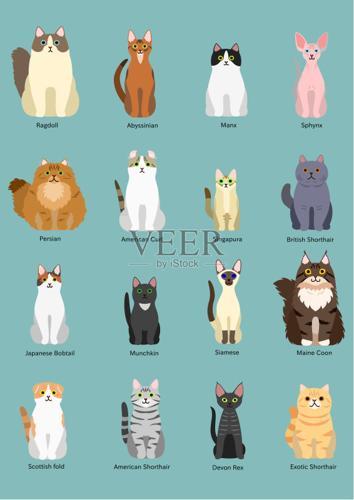 Ragdoll Abyssinian Manx Sphynx
Persian American Curl Singapura British Shorthair
VEER
by iStock
Japanese Bobtail Munchkin Siamese Maine Coon
Scottish fold American Shorthair Devon Rex Exotic Shorthair